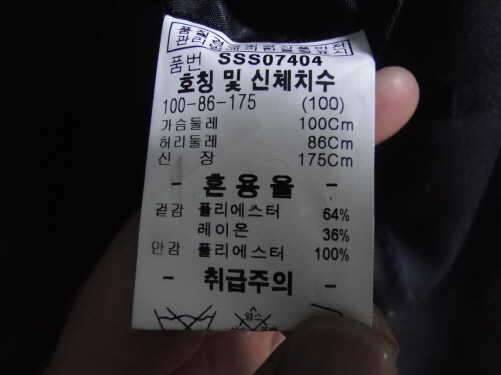 품번 SSS07404
호칭 및 신체치수
100-86-175 (100)
가슴둘레 100Cm
허리둘레 86Cm
신 장 175Cm
- 혼용율 -
겉감 폴리에스터 64%
레이온 36%
안감 폴리에스터 100%
- 취급주의 -